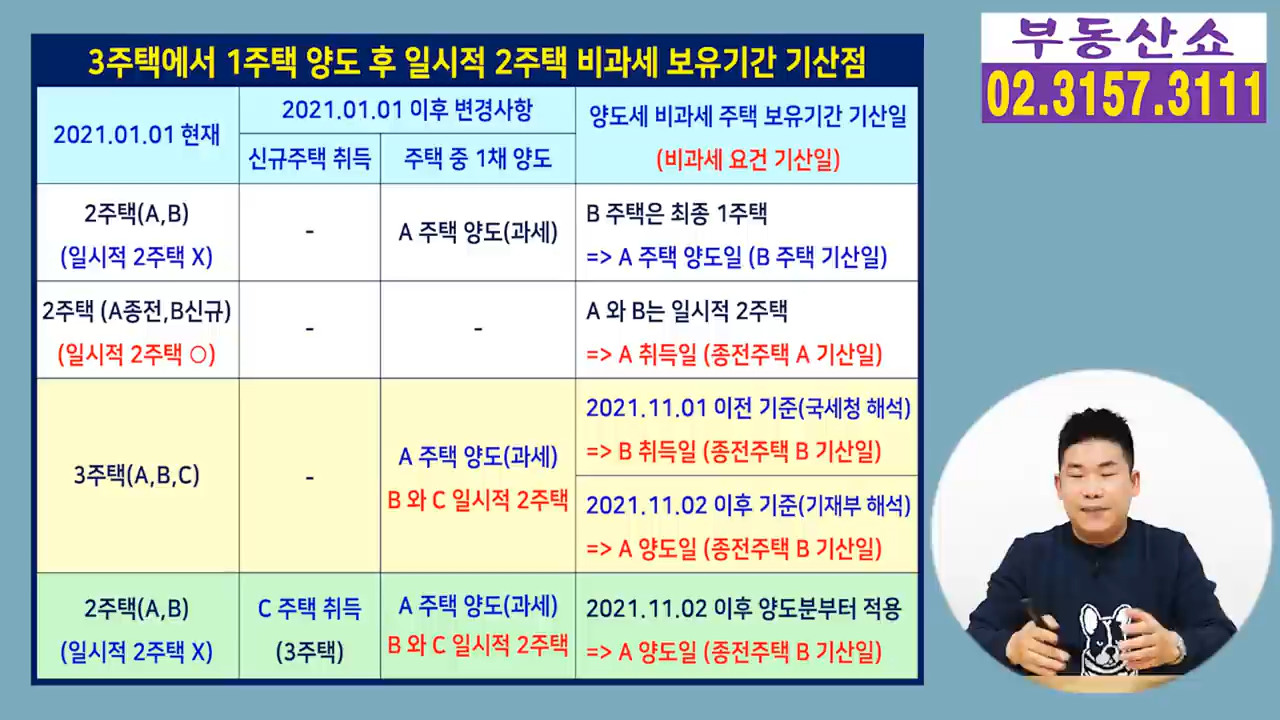 3주택에서 1주택 양도 후 일시적 2주택 비과세 보유기간 기산점
부동산쇼
02.3157.3111
2021.01.01 현재
2021.01.01 이후 변경사항
신규주택 취득
주택 중 1채 양도
양도세 비과세 주택 보유기간 기산일
(비과세 요건 기산일)
2주택(A,B)
(일시적 2주택 X)
-
A 주택 양도(과세)
B 주택은 최종 1주택
=> A 주택 양도일 (B 주택 기산일)
2주택 (A종전,B신규)
(일시적 2주택 ○)
-
-
A 와 B는 일시적 2주택
=> A 취득일 (종전주택 A 기산일)
3주택(A,B,C)
-
A 주택 양도(과세)
B 와 C 일시적 2주택
2021.11.01 이전 기준(국세청 해석)
=> B 취득일 (종전주택 B 기산일)
2021.11.02 이후 기준(기재부 해석)
=> A 양도일 (종전주택 B 기산일)
2주택(A,B)
(일시적 2주택 X)
C 주택 취득
(3주택)
A 주택 양도(과세)
B 와 C 일시적 2주택
2021.11.02 이후 양도분부터 적용
=> A 양도일 (종전주택 B 기산일)